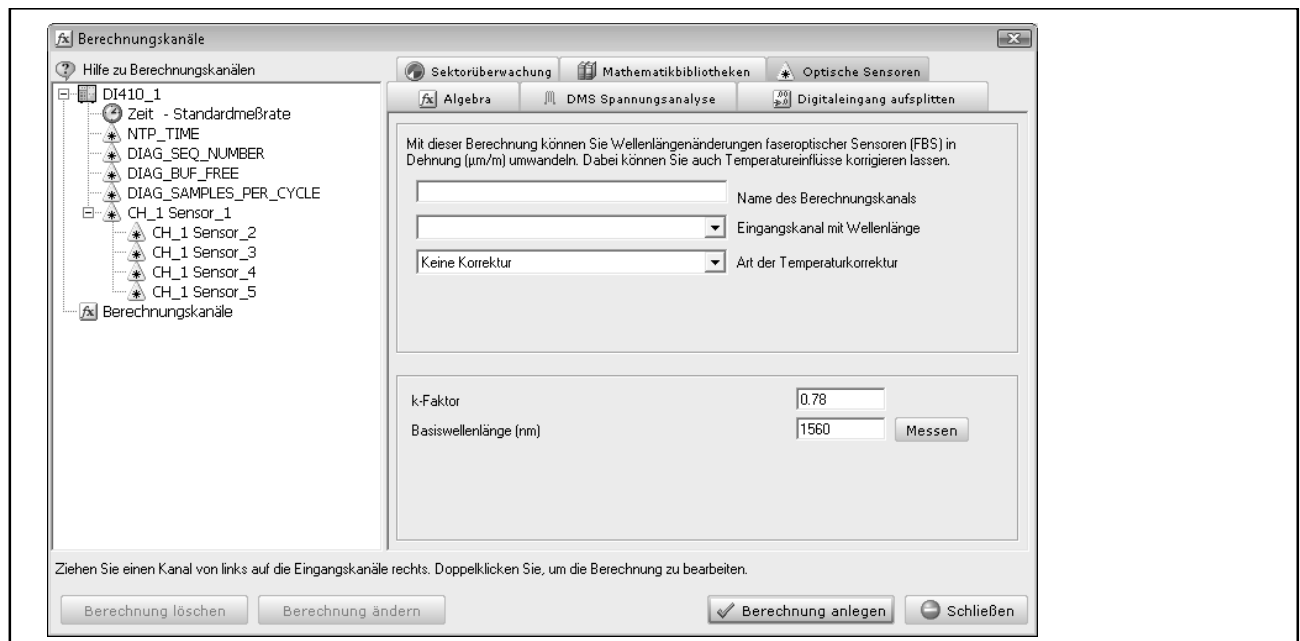 Berechnungskanäle
Hilfe zu Berechnungskanälen
DI410_1
Zeit - Standardmeßrate
NTP_TIME
DIAG_SEQ_NUMBER
DIAG_BUF_FREE
DIAG_SAMPLES_PER_CYCLE
CH_1 Sensor_1
CH_1 Sensor_2
CH_1 Sensor_3
CH_1 Sensor_4
CH_1 Sensor_5
fx Berechnungskanäle
Sektorüberwachung Mathematikbibliotheken Optische Sensoren
fx Algebra DMS Spannungsanalyse Digitaleingang aufsplitten
Mit dieser Berechnung können Sie Wellenlängenänderungen faseroptischer Sensoren (FBS) in
Dehnung (µm/m) umwandeln. Dabei können Sie auch Temperatureinflüsse korrigieren lassen.
Name des Berechnungskanals
Eingangskanal mit Wellenlänge
Keine Korrektur Art der Temperaturkorrektur
k-Faktor 0.78
Basiswellenlänge (nm) 1560 Messen
Ziehen Sie einen Kanal von links auf die Eingangskanäle rechts. Doppelklicken Sie, um die Berechnung zu bearbeiten.
Berechnung löschen Berechnung ändern Berechnung anlegen Schließen